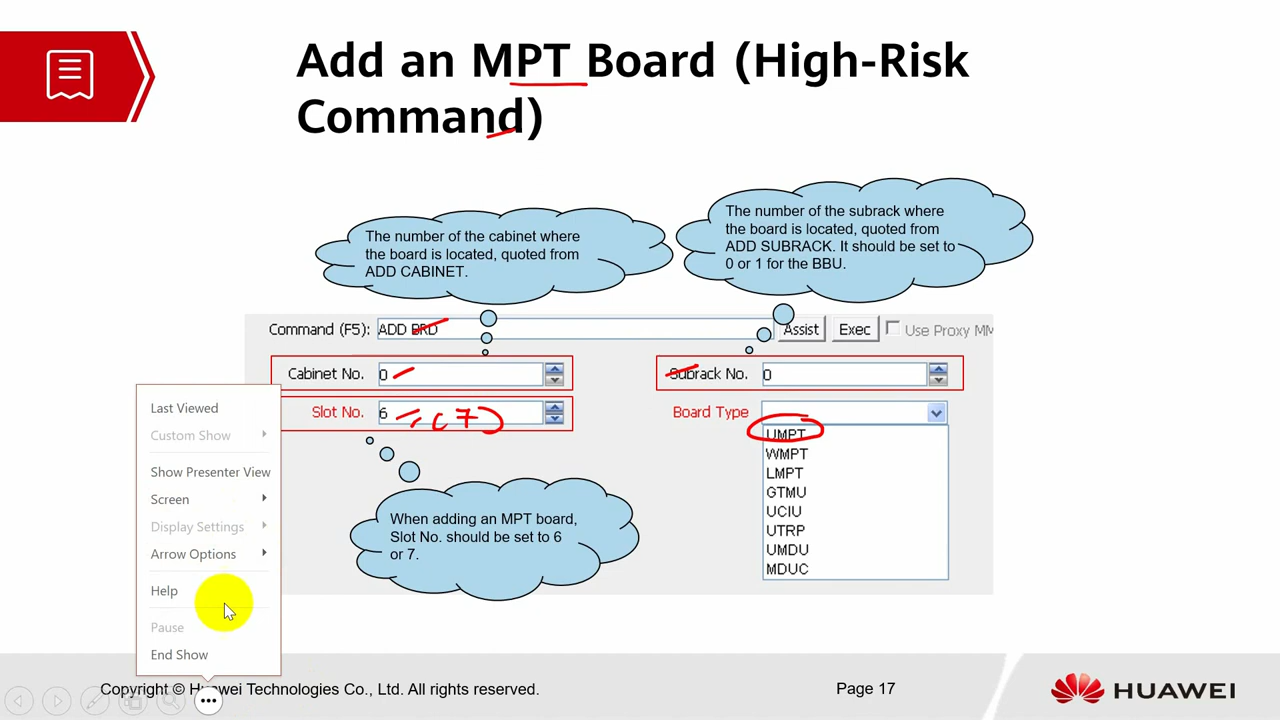 Add an MPT Board (High-Risk
Command)
The number of the cabinet where
the board is located, quoted from
ADD CABINET.
The number of the subrack where
the board is located, quoted from
ADD SUBRACK. It should be set to
0 or 1 for the BBU.
Command (F5): ADD BRD Assist Exec Use Proxy MM
Cabinet No. 0 Subrack No. 0
Slot No. 6 (7) Board Type
UMPT
WMPT
LMPT
GTMU
UCIU
UTRP
UMDU
MDUC
When adding an MPT board,
Slot No. should be set to 6
or 7.
Last Viewed
Custom Show
Show Presenter View
Screen
Display Settings
Arrow Options
Help
Pause
End Show
Copyright © Huawei Technologies Co., Ltd. All rights reserved. Page 17 HUAWEI